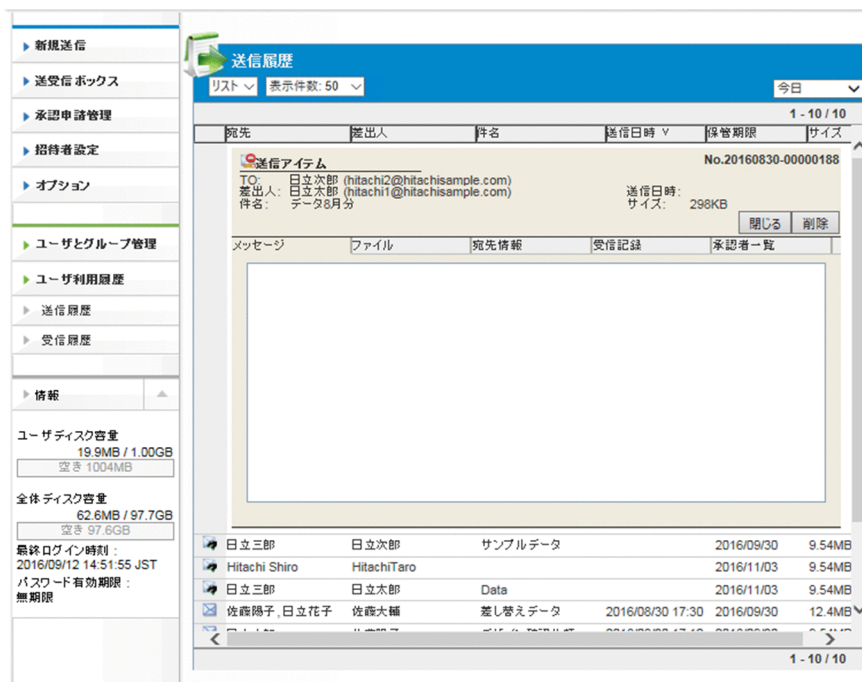 新規送信
送受信ボックス
承認申請管理
招待者設定
オプション
ユーザとグループ管理
ユーザ利用履歴
送信履歴
受信履歴
情報
ユーザディスク容量
19.9MB / 1.00GB
空き 1004MB
全体ディスク容量
62.6MB / 97.7GB
空き 97.6GB
最終ログイン時刻 :
2016/09/12 14:51:55 JST
パスワード有効期限 :
無期限
送信履歴
リスト 表示件数: 50
今日
1 - 10 / 10
宛先 差出人 件名 送信日時 保管期限 サイズ
送信アイテム No.20160830-00000188
TO: 日立次郎 (hitachi2@hitachisample.com)
差出人: 日立太郎 (hitachi1@hitachisample.com) 送信日時:
件名: データ8月分 サイズ: 298KB
閉じる 削除
メッセージ ファイル 宛先情報 受信記録 承認者一覧
日立三郎 日立次郎 サンプルデータ 2016/09/30 9.54MB
Hitachi Shiro HitachiTaro 2016/11/03 9.54MB
日立三郎 日立太郎 Data 2016/11/03 9.54MB
佐藤陽子,日立花子 佐藤大輔 差し替えデータ 2016/08/30 17:30 2016/09/30 12.4MB
1 - 10 / 10